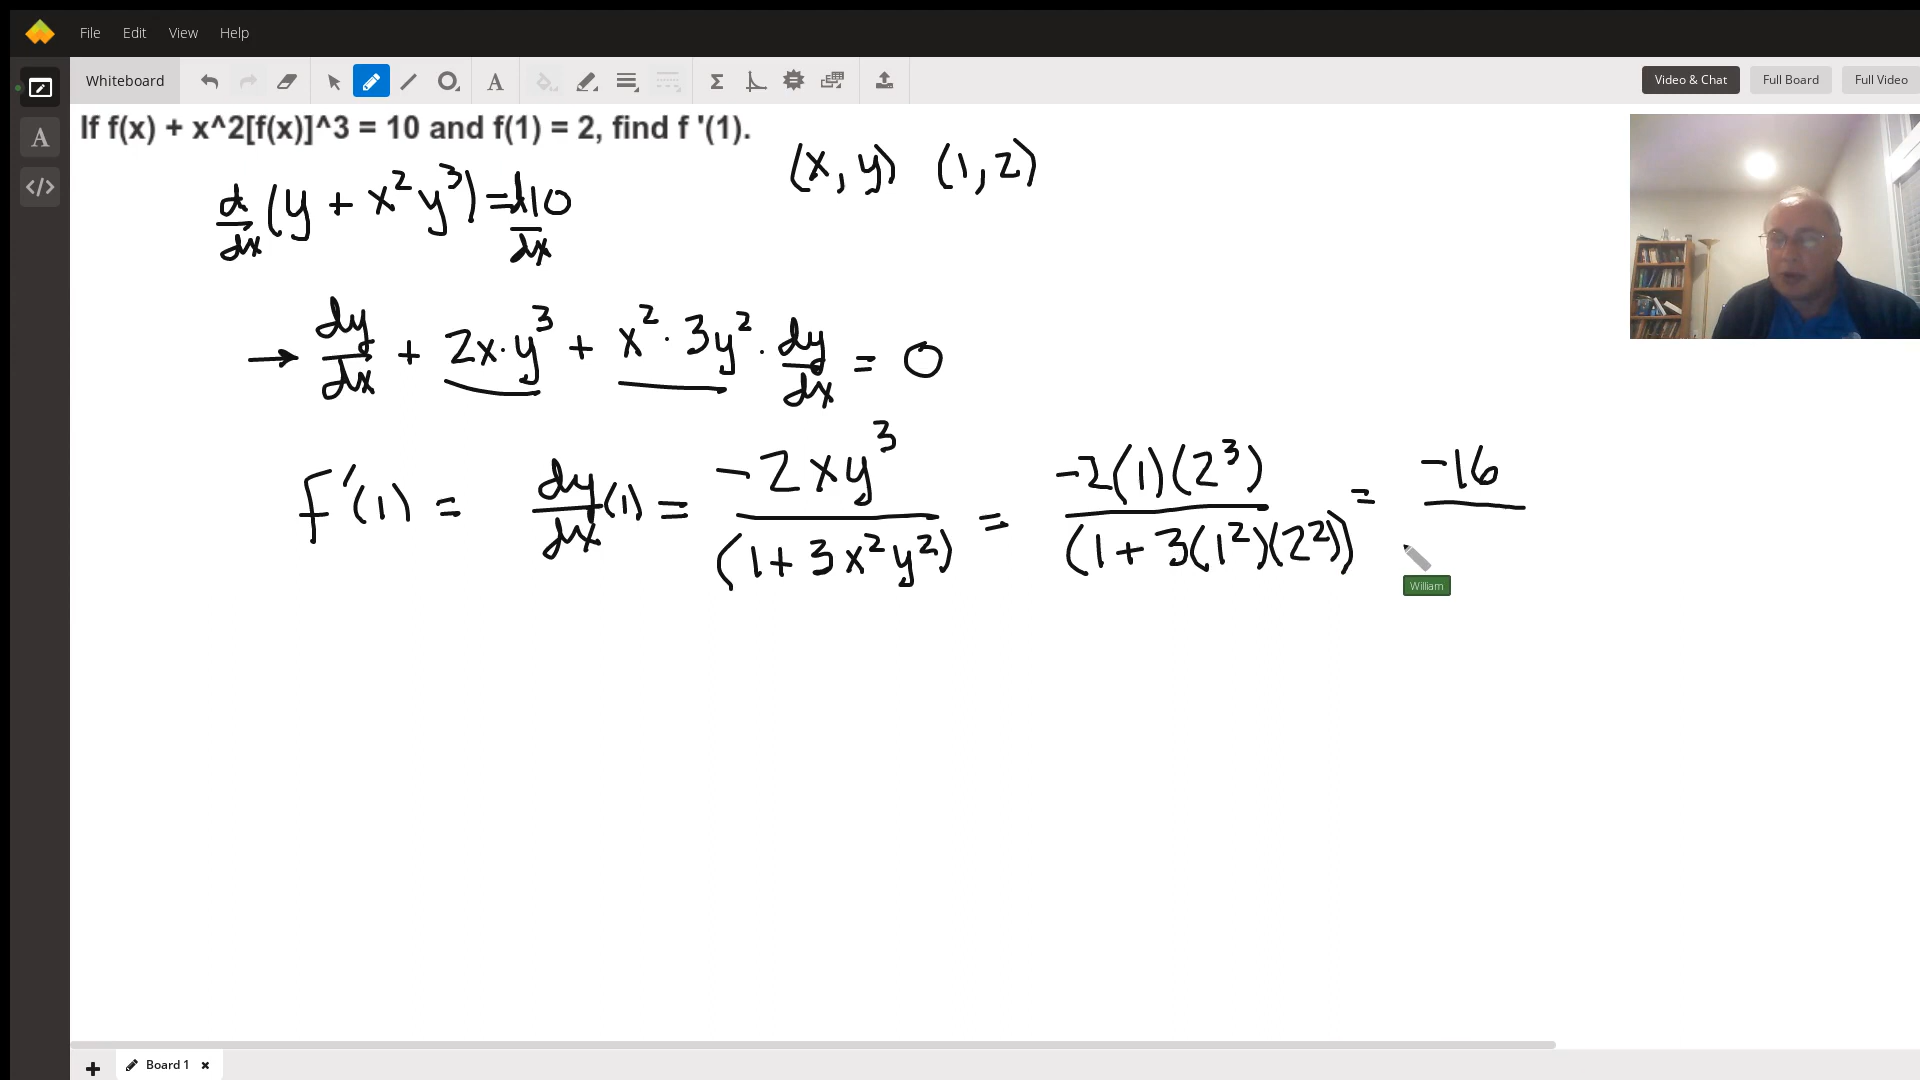 File Edit View Help
Whiteboard A Σ Video & Chat Full Board Full Video
A
</>
If f(x) + x^2[f(x)]^3 = 10 and f(1) = 2, find f '(1).
(x, y) (1, 2)
d/dx (y + x² y³) = d10/dx
→ dy/dx + 2x · y³ + x² · 3y² · dy/dx = 0
f'(1) = dy/dx (1) = -2xy³/(1 + 3x²y²) = -2(1)(2³)/(1 + 3(1²)(2²)) = -16/
William
+ Board 1 ×